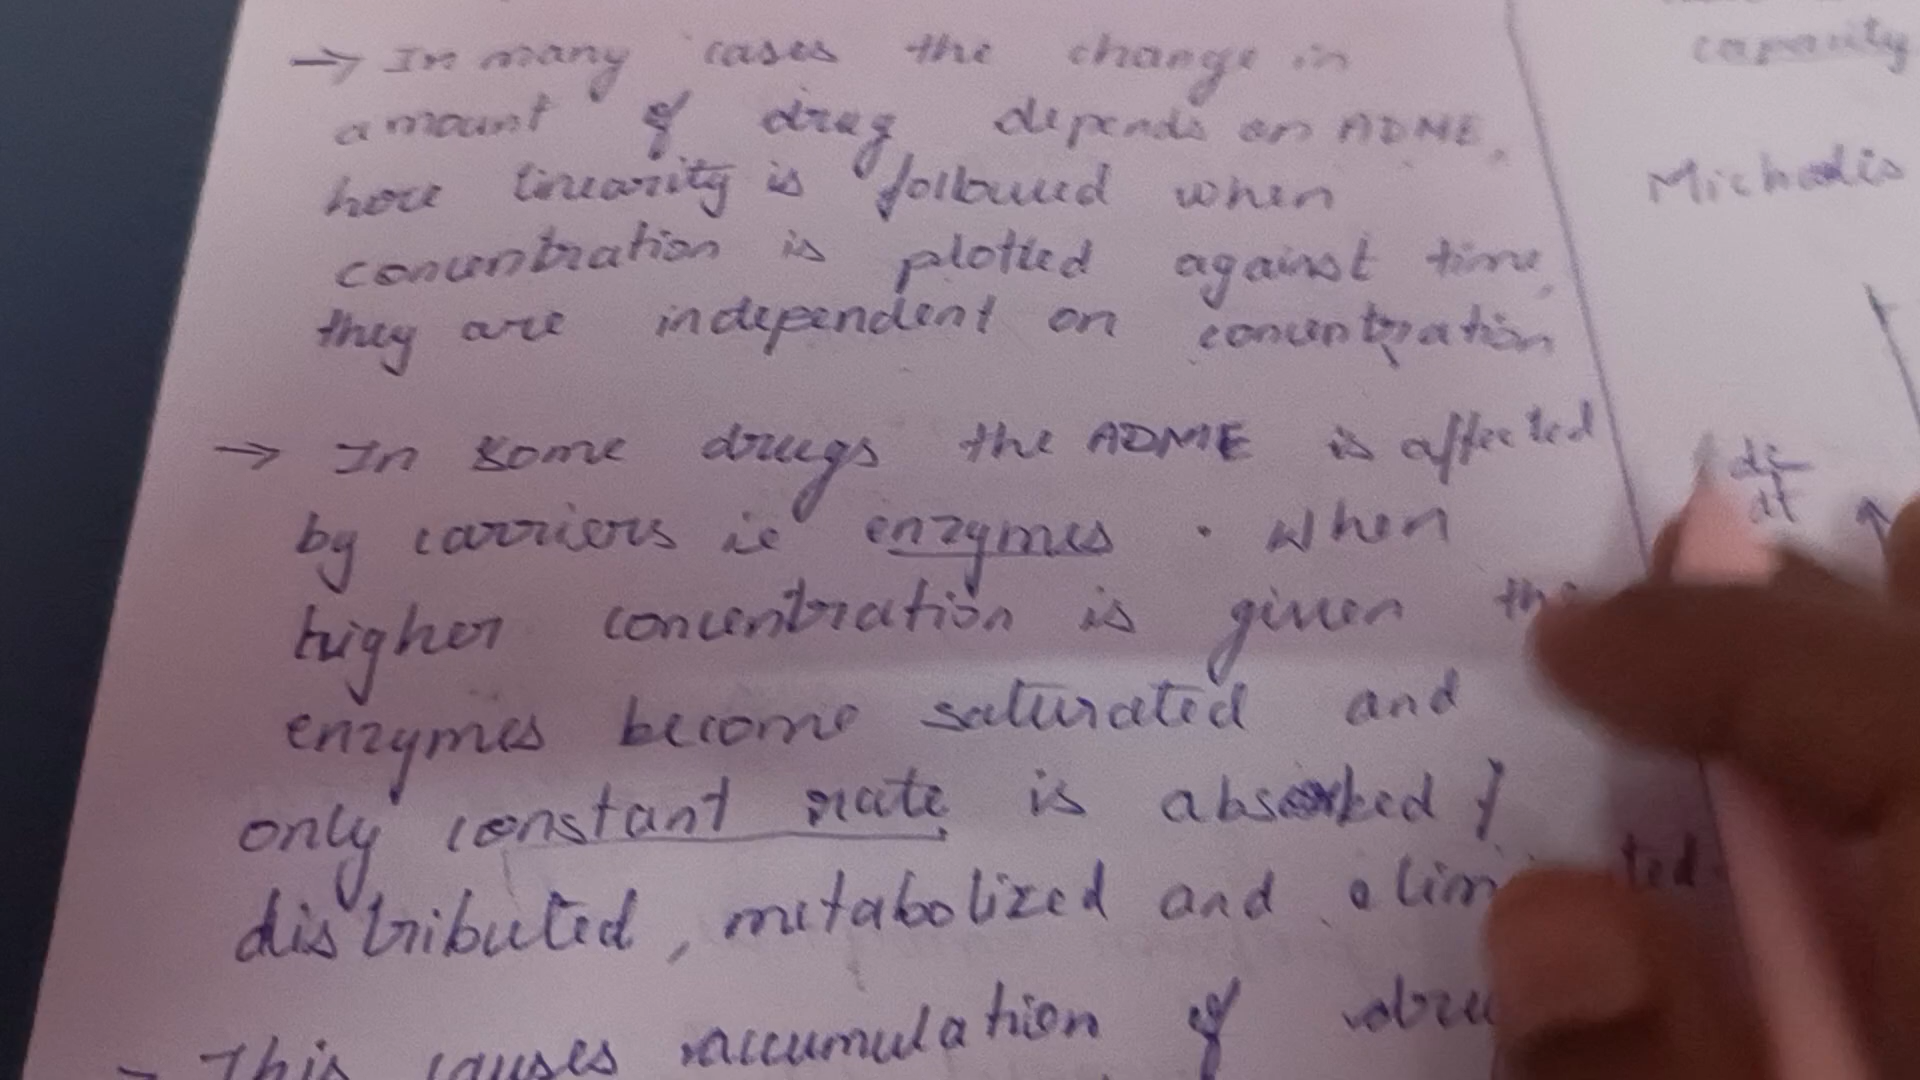 → In many cases the change in
amount of drug depends on ADME,
here linearity is followed when
concentration is plotted against time,
they are independent on concentration
→ In some drugs the ADME is affected
by carriers ie enzymes. When
higher concentration is given the
enzymes become saturated and
only constant rate is absorbed,
distributed, metabolized and
This causes accumulation of
capacity
Michaelis
dc
dt